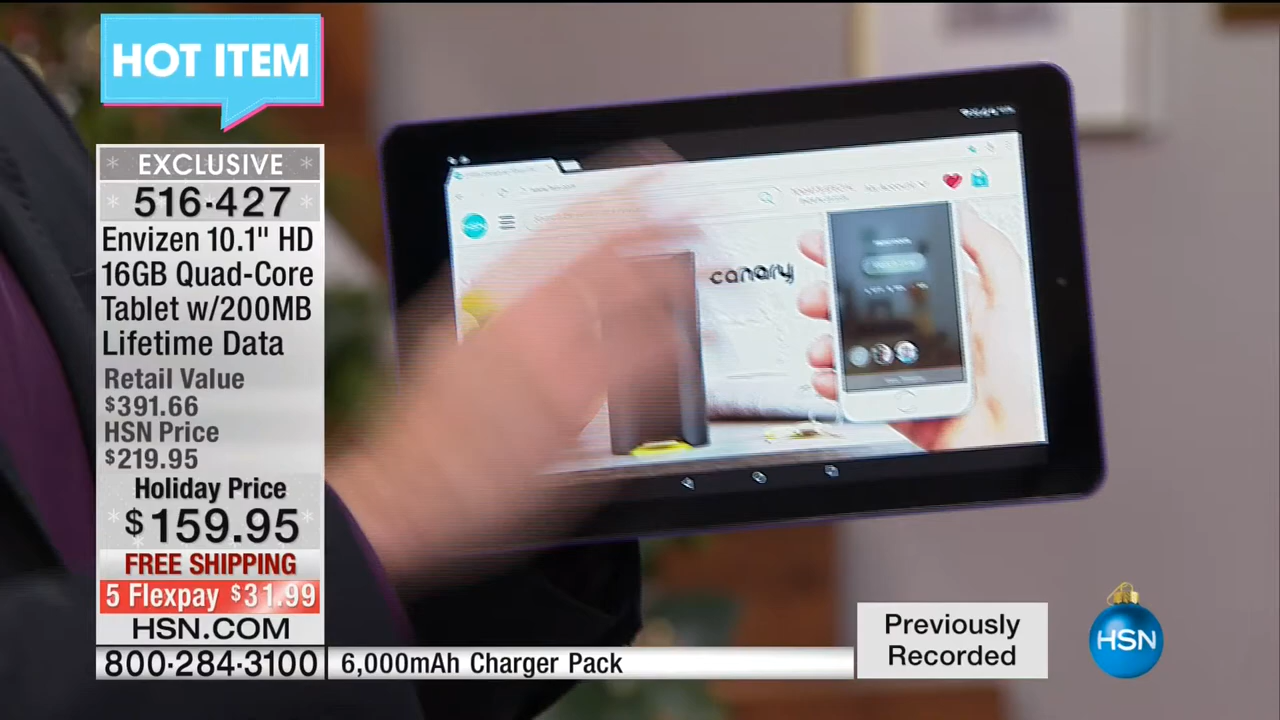 HOT ITEM
EXCLUSIVE
516-427
Envizen 10.1" HD
16GB Quad-Core
Tablet w/200MB
Lifetime Data
Retail Value
$391.66
HSN Price
$219.95
Holiday Price
$159.95
FREE SHIPPING
5 Flexpay $31.99
HSN.COM
800-284-3100
6,000mAh Charger Pack
Previously
Recorded
HSN
HSN
canary